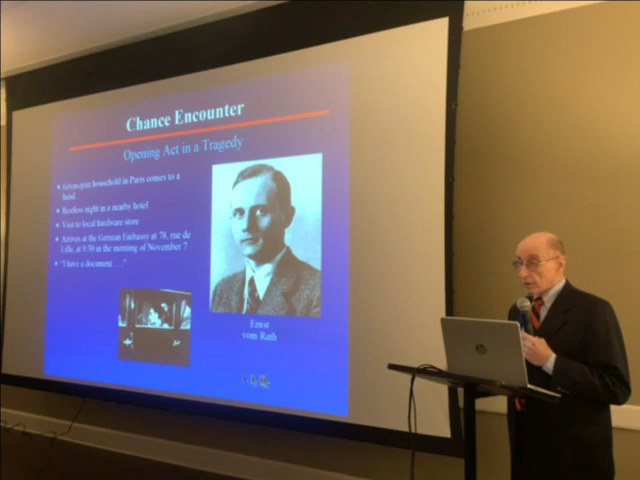 Chance Encounter
Opening Act in a Tragedy
Grynszpan household in Paris comes to a
head
Restless night in a nearby hotel
Visit to local hardware store
Arrives at the German Embassy at 78, rue de
Lille, at 9:30 in the morning of November 7
"I have a document . . ."
Ernst
vom Rath
hp